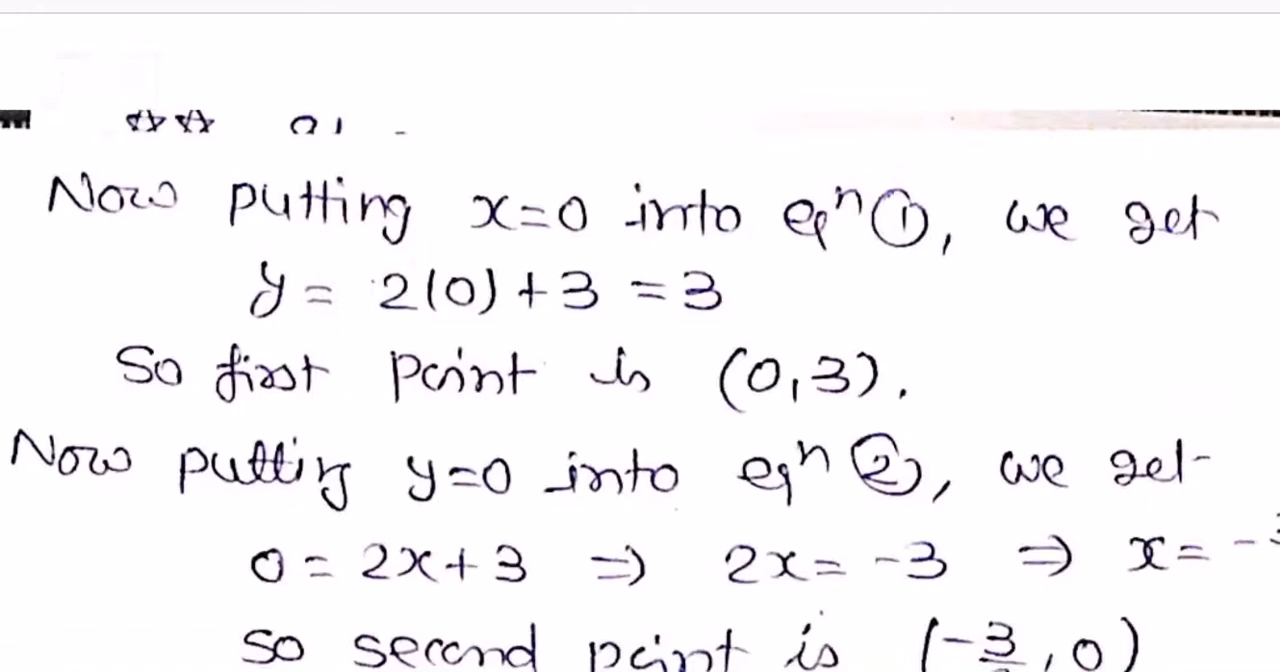 Now putting x=0 into eqⁿ ①, we get
y = 2(0) + 3 = 3
So first point is (0,3).
Now putting y=0 into eqⁿ ②, we get
0 = 2x + 3 ⇒ 2x = -3 ⇒ x = -
So second point is (-3 , 0)